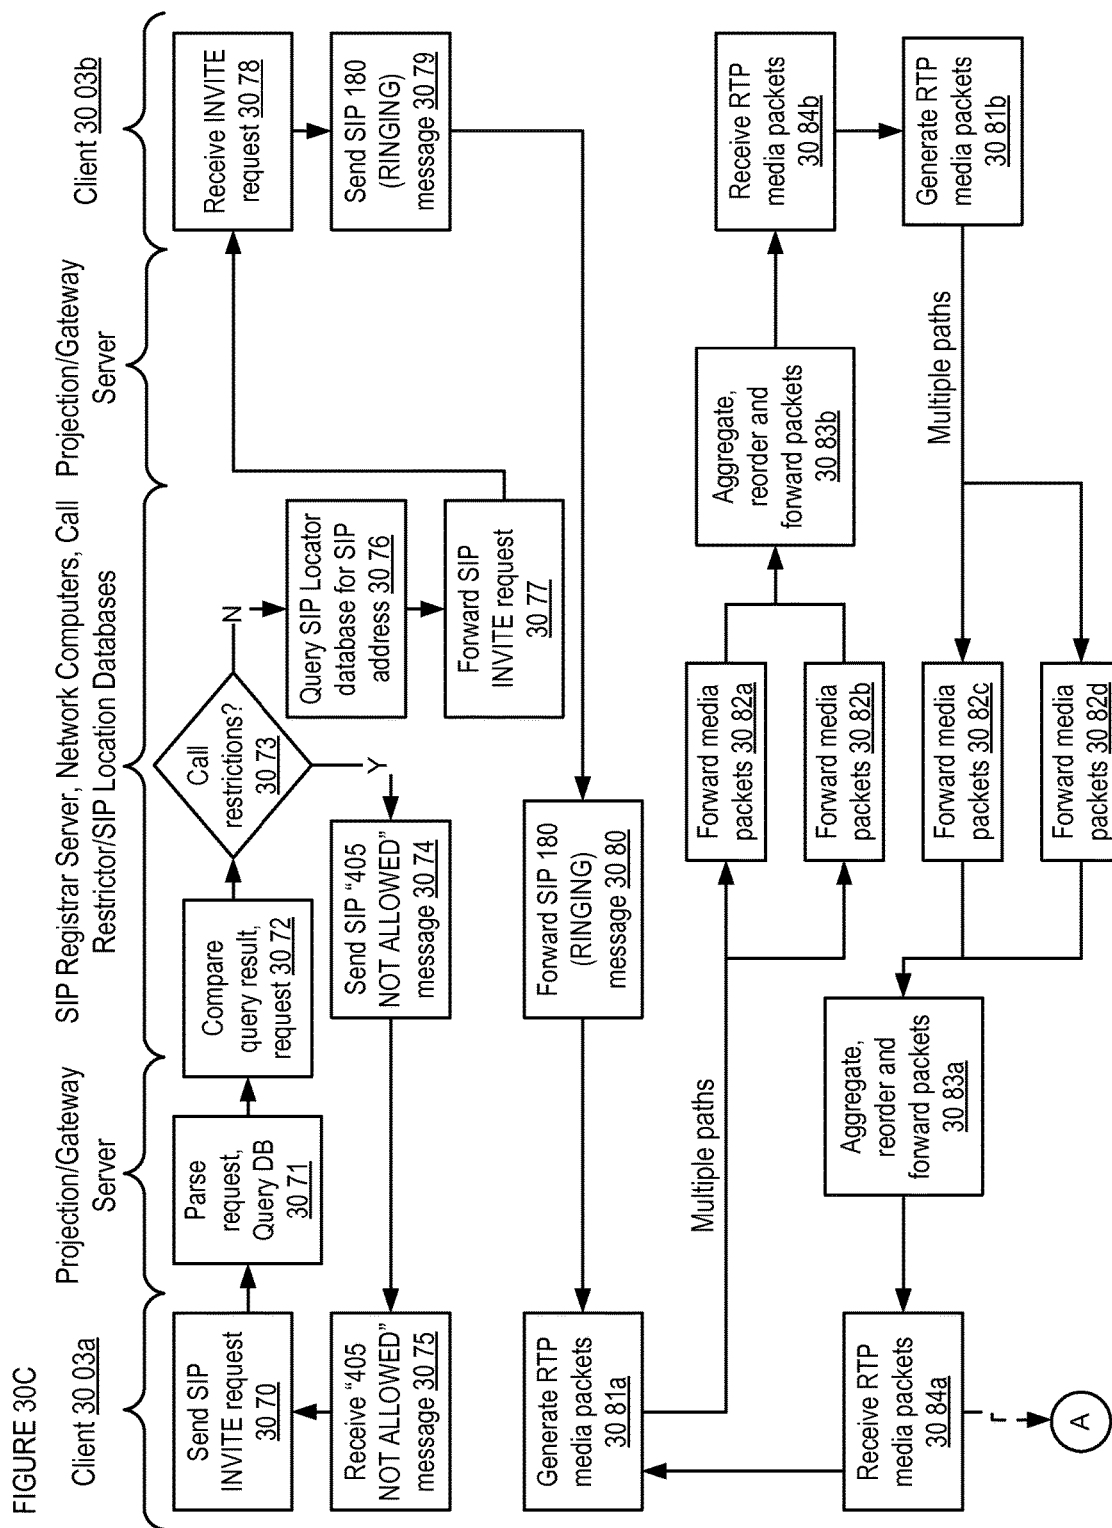 FIGURE 30C
Client 30 03a
Projection/Gateway
Server
SIP Registrar Server, Network Computers, Call
Restrictor/SIP Location Databases
Projection/Gateway
Server
Client 30 03b
Send SIP
INVITE request
30 70
Parse
request,
Query DB
30 71
Compare
query result,
request 30 72
Call
restrictions?
30 73
N
Y
Query SIP Locator
database for SIP
address 30 76
Receive INVITE
request 30 78
Receive “405
NOT ALLOWED”
message 30 75
Send SIP “405
NOT ALLOWED”
message 30 74
Forward SIP
INVITE request
30 77
Send SIP 180
(RINGING)
message 30 79
Generate RTP
media packets
30 81a
Forward SIP 180
(RINGING)
message 30 80
Multiple paths
Forward media
packets 30 82a
Forward media
packets 30 82b
Aggregate,
reorder and
forward packets
30 83b
Receive RTP
media packets
30 84b
Generate RTP
media packets
30 81b
Multiple paths
Forward media
packets 30 82c
Forward media
packets 30 82d
Aggregate,
reorder and
forward packets
30 83a
Receive RTP
media packets
30 84a
A